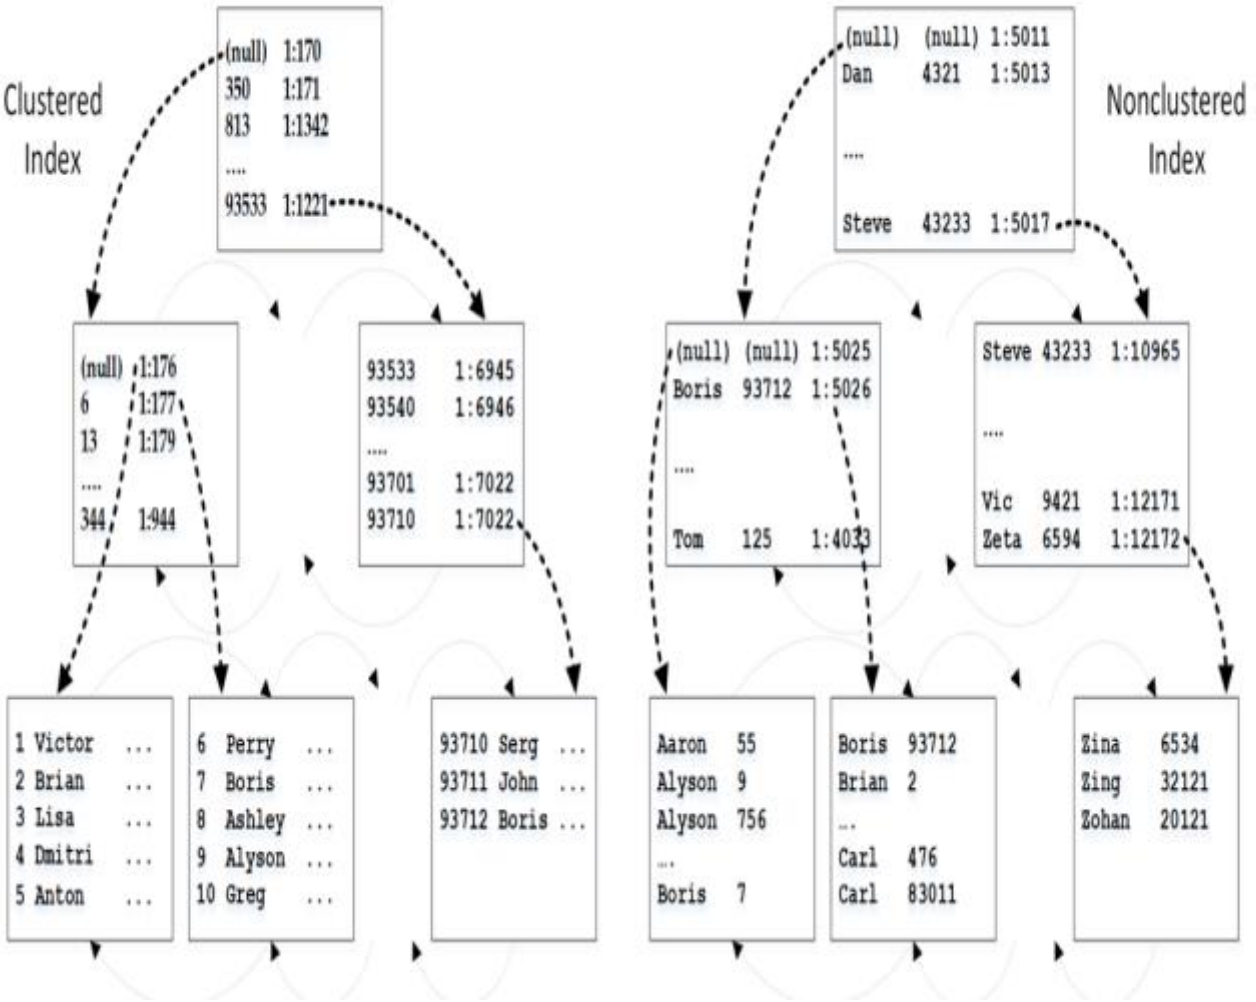 Clustered
Index
(null) 1:170
350 1:171
813 1:1342
....
93533 1:1221
(null) 1:176
6 1:177
13 1:179
....
344 1:944
93533 1:6945
93540 1:6946
....
93701 1:7022
93710 1:7022
1 Victor ...
2 Brian ...
3 Lisa ...
4 Dmitri ...
5 Anton ...
6 Perry ...
7 Boris ...
8 Ashley ...
9 Alyson ...
10 Greg ...
93710 Serg ...
93711 John ...
93712 Boris ...
Nonclustered
Index
(null) (null) 1:5011
Dan 4321 1:5013
....
Steve 43233 1:5017
(null) (null) 1:5025
Boris 93712 1:5026
....
Tom 125 1:4033
Steve 43233 1:10965
....
Vic 9421 1:12171
Zeta 6594 1:12172
Aaron 55
Alyson 9
Alyson 756
....
Boris 7
Boris 93712
Brian 2
...
Carl 476
Carl 83011
Zina 6534
Zing 32121
Zohan 20121